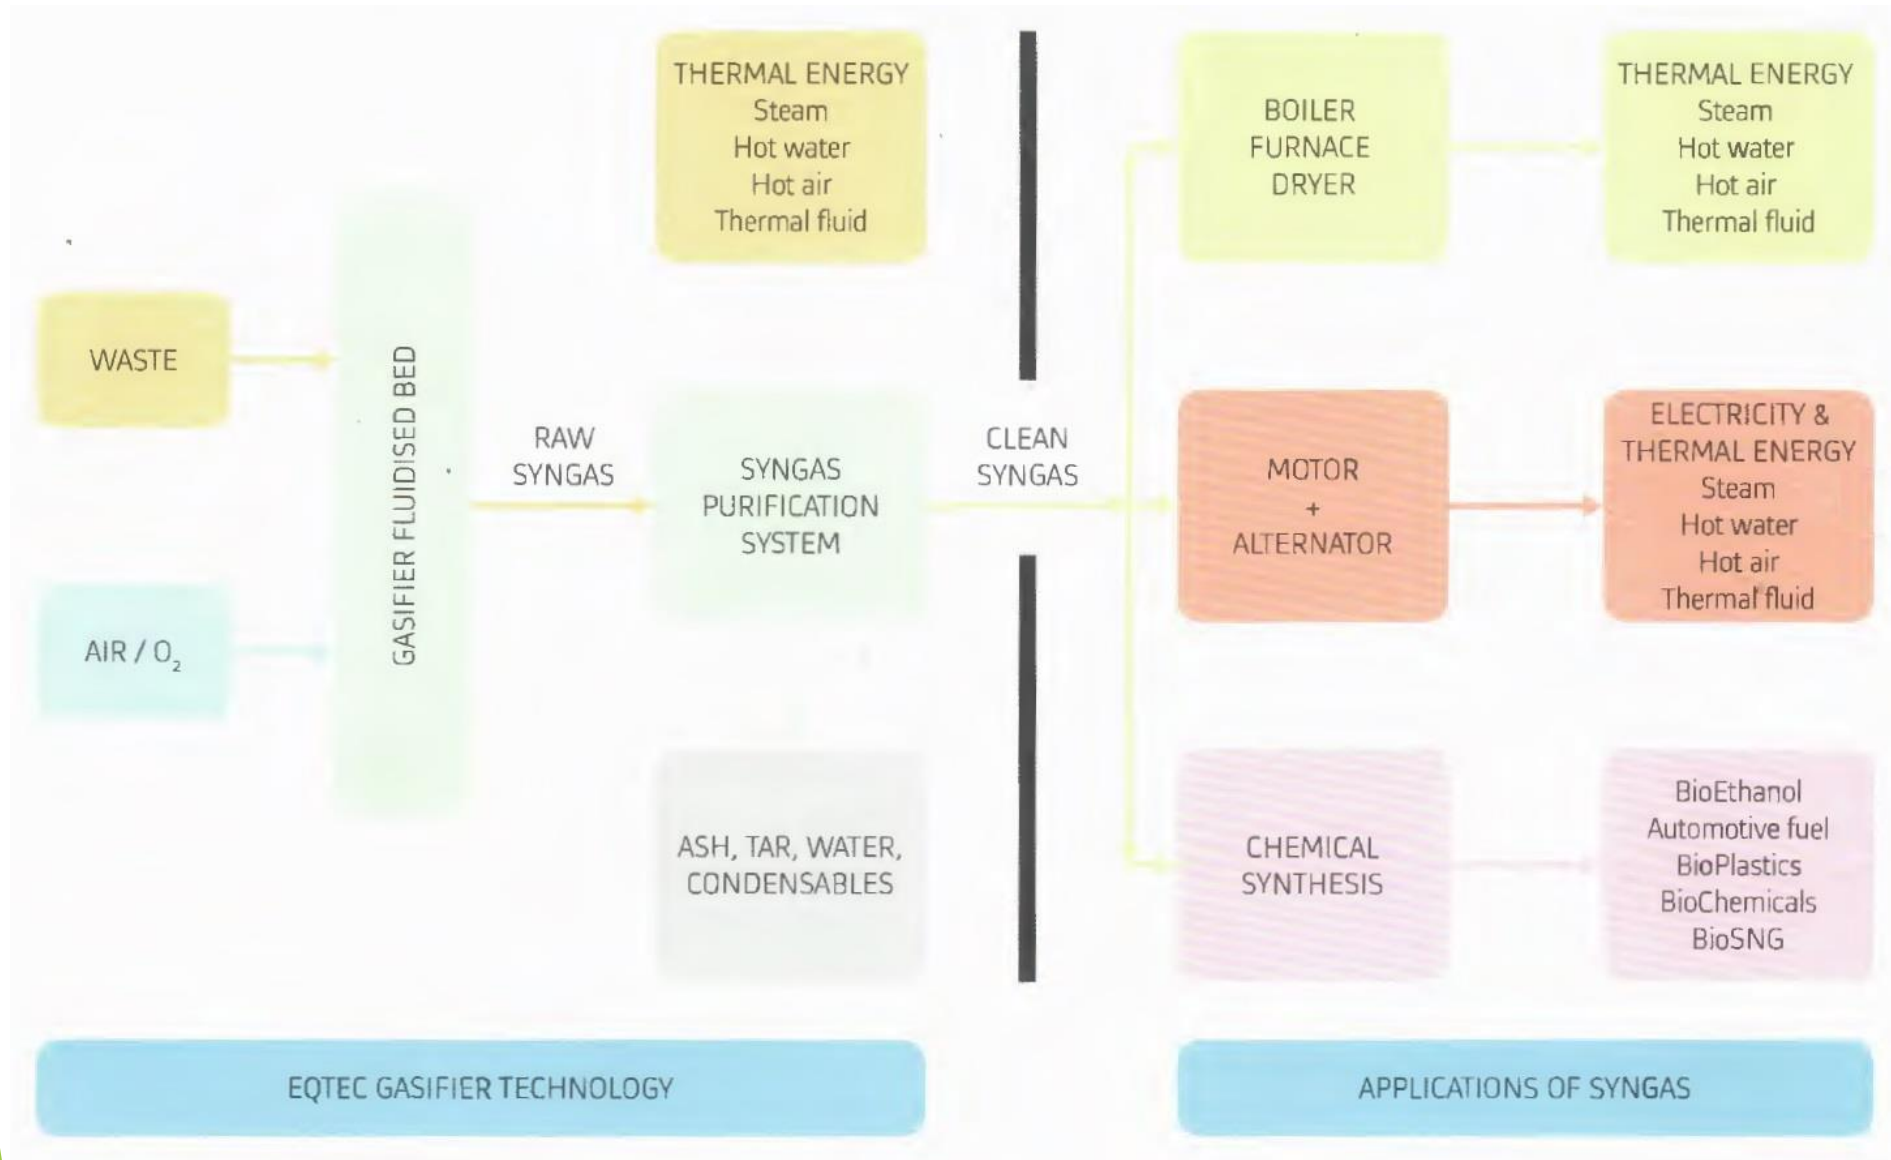 THERMAL ENERGY
Steam
Hot water
Hot air
Thermal fluid
WASTE
AIR / O₂
GASIFIER FLUIDISED BED
RAW
SYNGAS
SYNGAS
PURIFICATION
SYSTEM
ASH, TAR, WATER,
CONDENSABLES
CLEAN
SYNGAS
BOILER
FURNACE
DRYER
THERMAL ENERGY
Steam
Hot water
Hot air
Thermal fluid
MOTOR
+
ALTERNATOR
ELECTRICITY &
THERMAL ENERGY
Steam
Hot water
Hot air
Thermal fluid
CHEMICAL
SYNTHESIS
BioEthanol
Automotive fuel
BioPlastics
BioChemicals
BioSNG
EQTEC GASIFIER TECHNOLOGY
APPLICATIONS OF SYNGAS